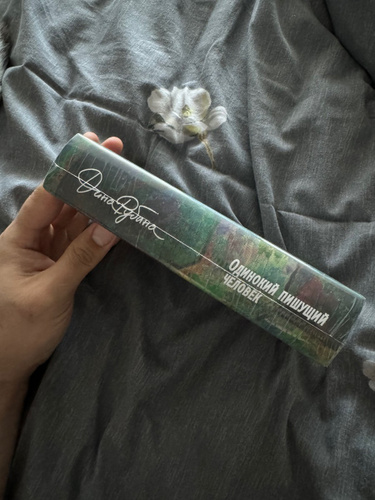 Дина Рубина
Одинокий пишущий
человек